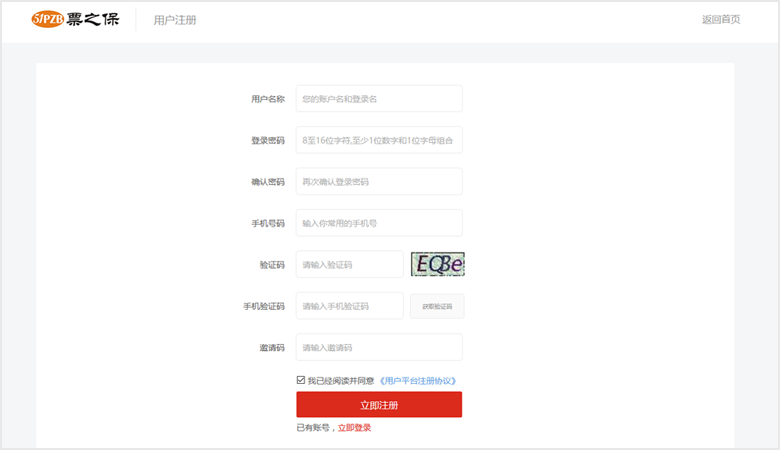 51PZB 票之保 用户注册 返回首页
用户名称 您的账户名和登录名
登录密码 8至16位字符,至少1位数字和1位字母组合
确认密码 再次确认登录密码
手机号码 输入你常用的手机号
验证码 请输入验证码 EQBe
手机验证码 请输入手机验证码 获取验证码
邀请码 请输入邀请码
我已经阅读并同意 《用户平台注册协议》
立即注册
已有账号，立即登录